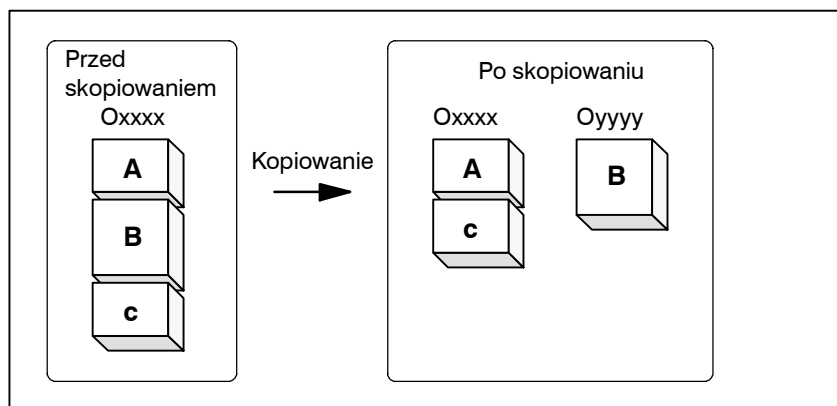 Przed
skopiowaniem
Oxxxx
A
B
c
Kopiowanie
Po skopiowaniu
Oxxxx
Oyyyy
A
B
c